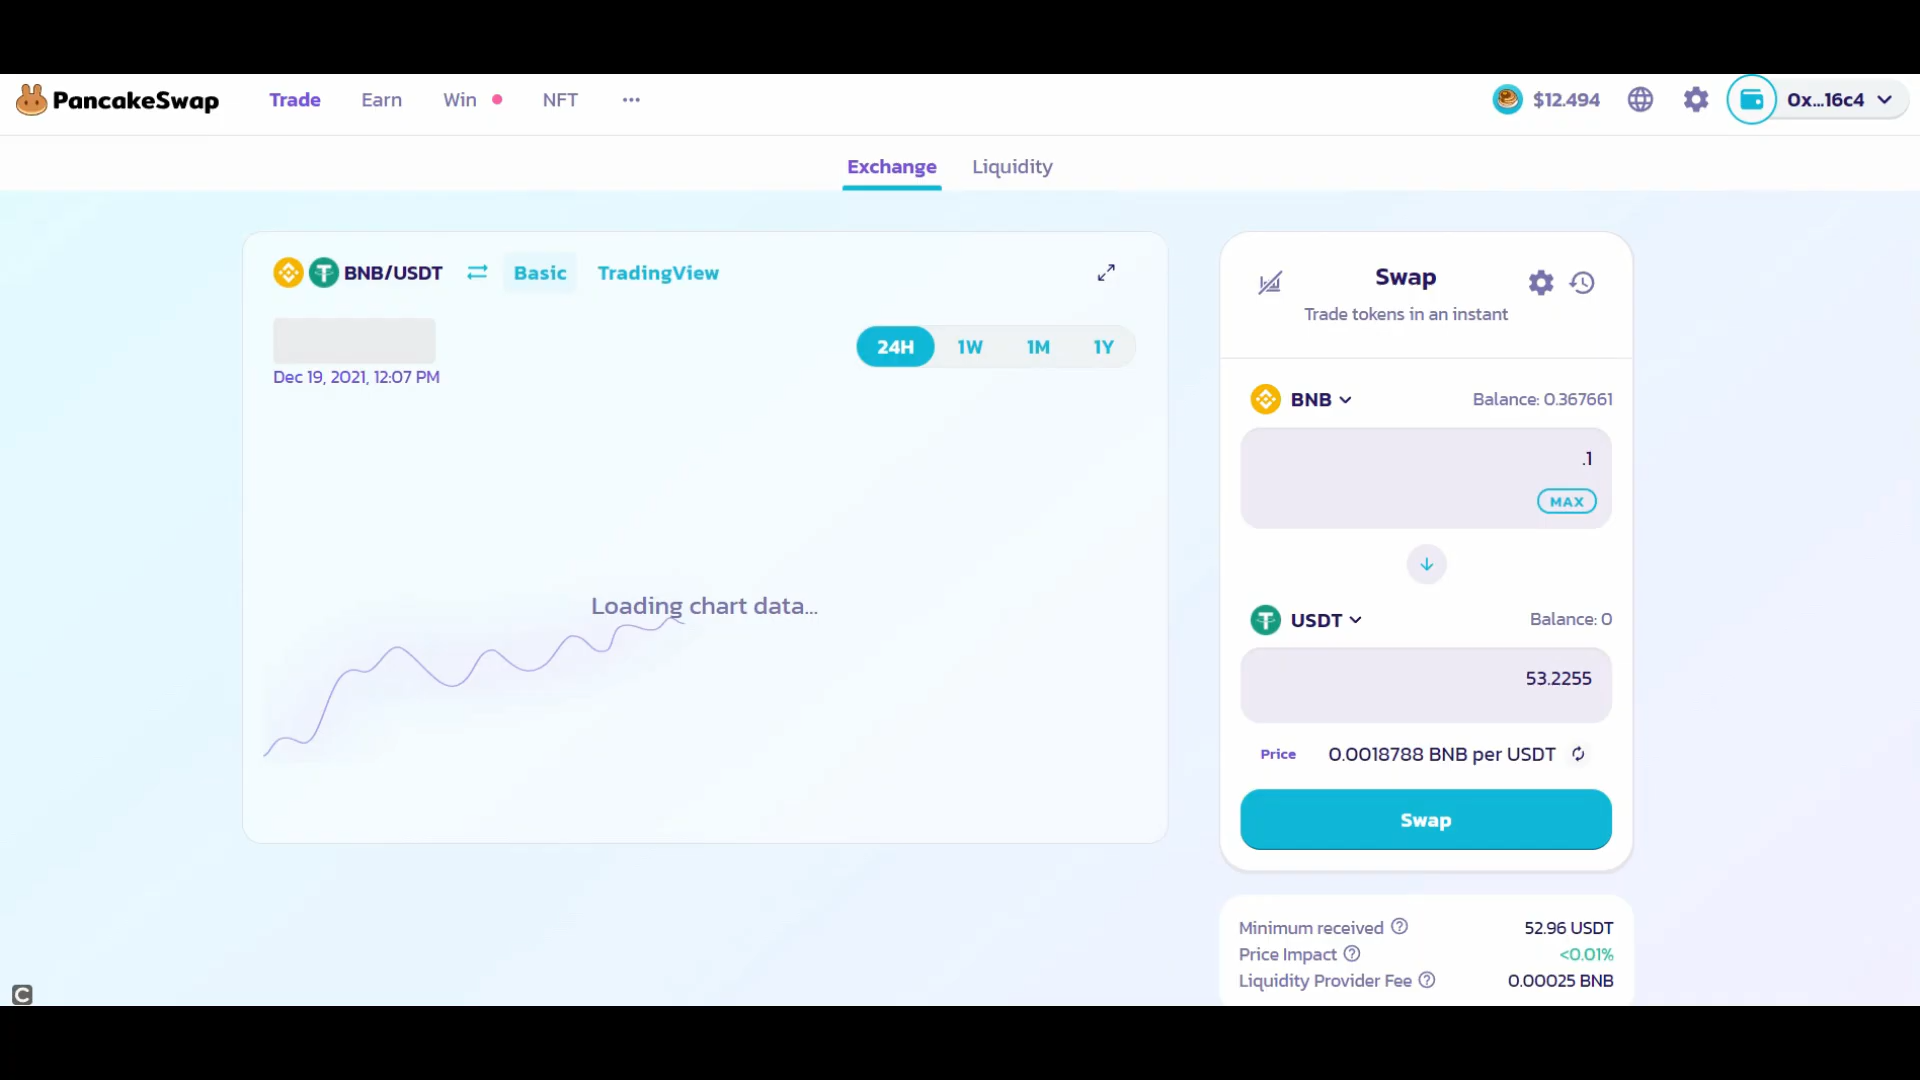 PancakeSwap Trade Earn Win NFT ... $12.494 0x...16c4
Exchange Liquidity
BNB/USDT Basic TradingView
24H 1W 1M 1Y
Dec 19, 2021, 12:07 PM
Loading chart data...
Swap
Trade tokens in an instant
BNB Balance: 0.367661
.1
MAX
USDT Balance: 0
53.2255
Price 0.0018788 BNB per USDT
Swap
Minimum received ? 52.96 USDT
Price Impact ? <0.01%
Liquidity Provider Fee ? 0.00025 BNB
C